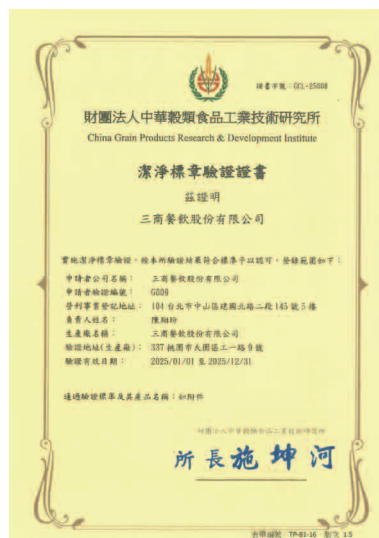 證書字號：GCL-25008
財團法人中華穀類食品工業技術研究所
China Grain Products Research & Development Institute
潔淨標章驗證證書
茲證明
三商餐飲股份有限公司
實施潔淨標章驗證，經本所驗證結果符合標準予以認可，登錄範圍如下：
申請者公司名稱： 三商餐飲股份有限公司
申請者驗證編號： G009
營利事業登記地址： 104 台北市中山區建國北路二段 145 號 5 樓
負責人姓名： 陳翔玢
生產廠名稱： 三商餐飲股份有限公司
驗證地址(生產廠)： 337 桃園市大園區工一路 9 號
驗證有效日期： 2025/01/01 至 2025/12/31
通過驗證標準及其產品名稱：如附件
財團法人中華穀類食品工業技術研究所
所長 施坤河
表單編號 TP-B1-16 版次 1.5